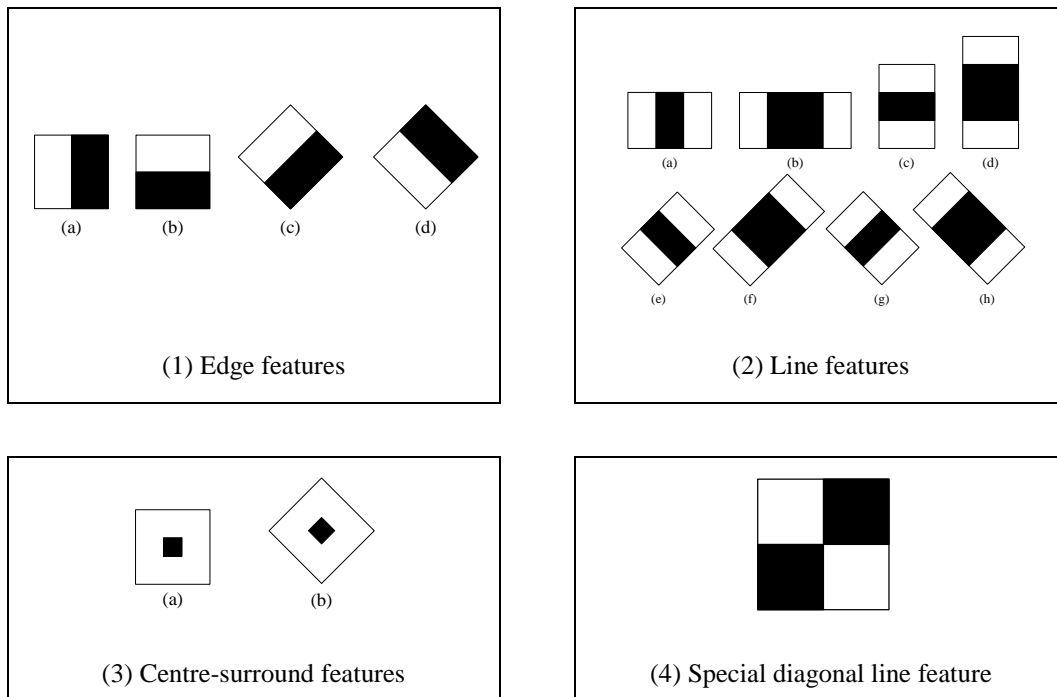 (a) (b) (c) (d)
(1) Edge features
(a) (b) (c) (d)
(e) (f) (g) (h)
(2) Line features
(a) (b)
(3) Centre-surround features
(4) Special diagonal line feature